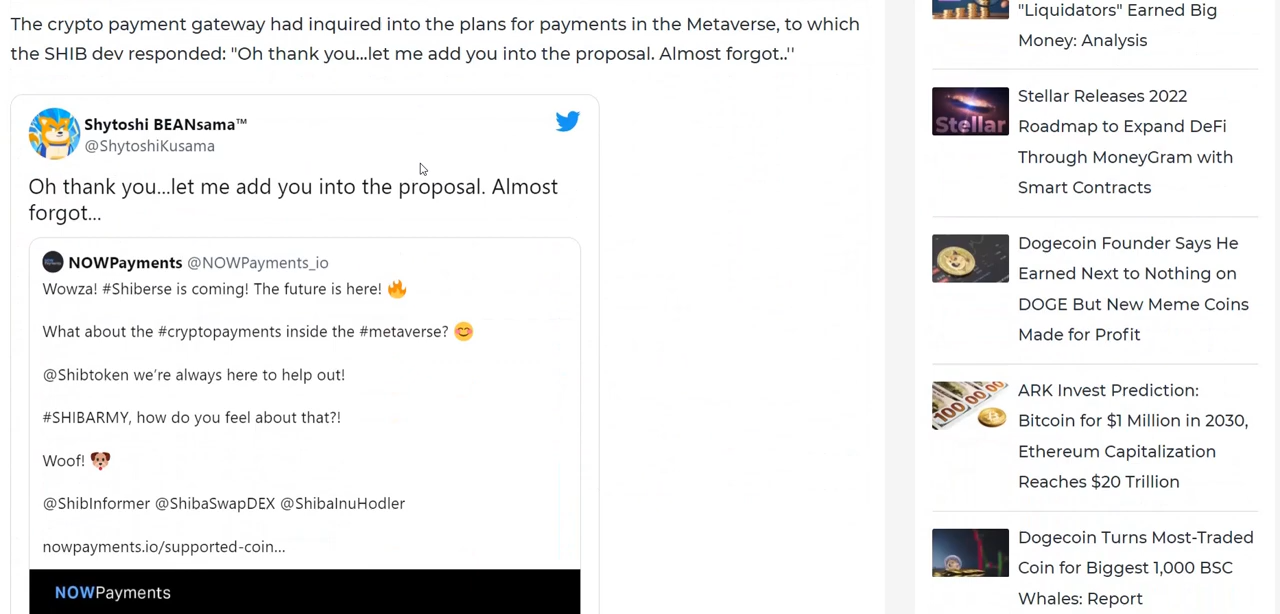 The crypto payment gateway had inquired into the plans for payments in the Metaverse, to which
the SHIB dev responded: "Oh thank you...let me add you into the proposal. Almost forgot..''
Shytoshi BEANsama™
@ShytoshiKusama
Oh thank you...let me add you into the proposal. Almost
forgot...
NOWPayments @NOWPayments_io
Wowza! #Shiberse is coming! The future is here! 🔥
What about the #cryptopayments inside the #metaverse? 😊
@Shibtoken we're always here to help out!
#SHIBARMY, how do you feel about that?!
Woof! 🐶
@ShibInformer @ShibaSwapDEX @ShibaInuHodler
nowpayments.io/supported-coin...
NOWPayments
"Liquidators" Earned Big
Money: Analysis
Stellar
Stellar Releases 2022
Roadmap to Expand DeFi
Through MoneyGram with
Smart Contracts
Dogecoin Founder Says He
Earned Next to Nothing on
DOGE But New Meme Coins
Made for Profit
ARK Invest Prediction:
Bitcoin for $1 Million in 2030,
Ethereum Capitalization
Reaches $20 Trillion
Dogecoin Turns Most-Traded
Coin for Biggest 1,000 BSC
Whales: Report